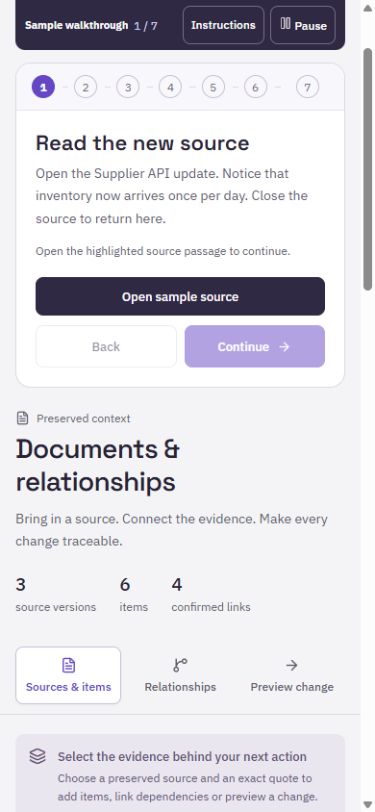 Sample walkthrough 1 / 7
Instructions
Pause
1 2 3 4 5 6 7
Read the new source
Open the Supplier API update. Notice that
inventory now arrives once per day. Close the
source to return here.
Open the highlighted source passage to continue.
Open sample source
Back
Continue →
Preserved context
Documents &
relationships
Bring in a source. Connect the evidence. Make every
change traceable.
3 6 4
source versions items confirmed links
Sources & items Relationships Preview change
Select the evidence behind your next action
Choose a preserved source and an exact quote to
add items, link dependencies or preview a change.